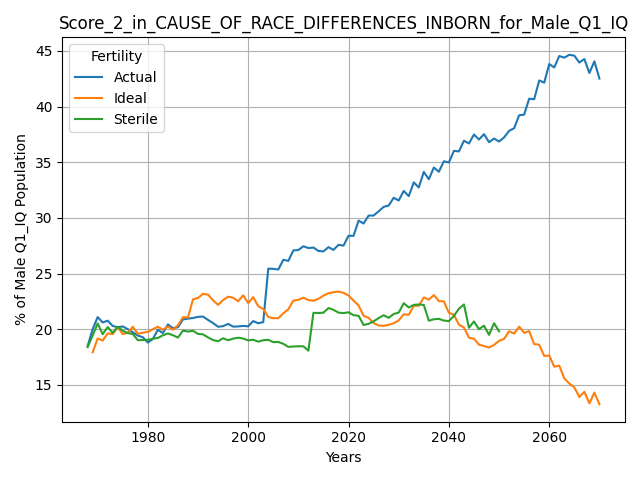 Score_2_in_CAUSE_OF_RACE_DIFFERENCES_INBORN_for_Male_Q1_IQ
Fertility
Actual
Ideal
Sterile
% of Male Q1_IQ Population
45
40
35
30
25
20
15
1980
2000
2020
2040
2060
Years